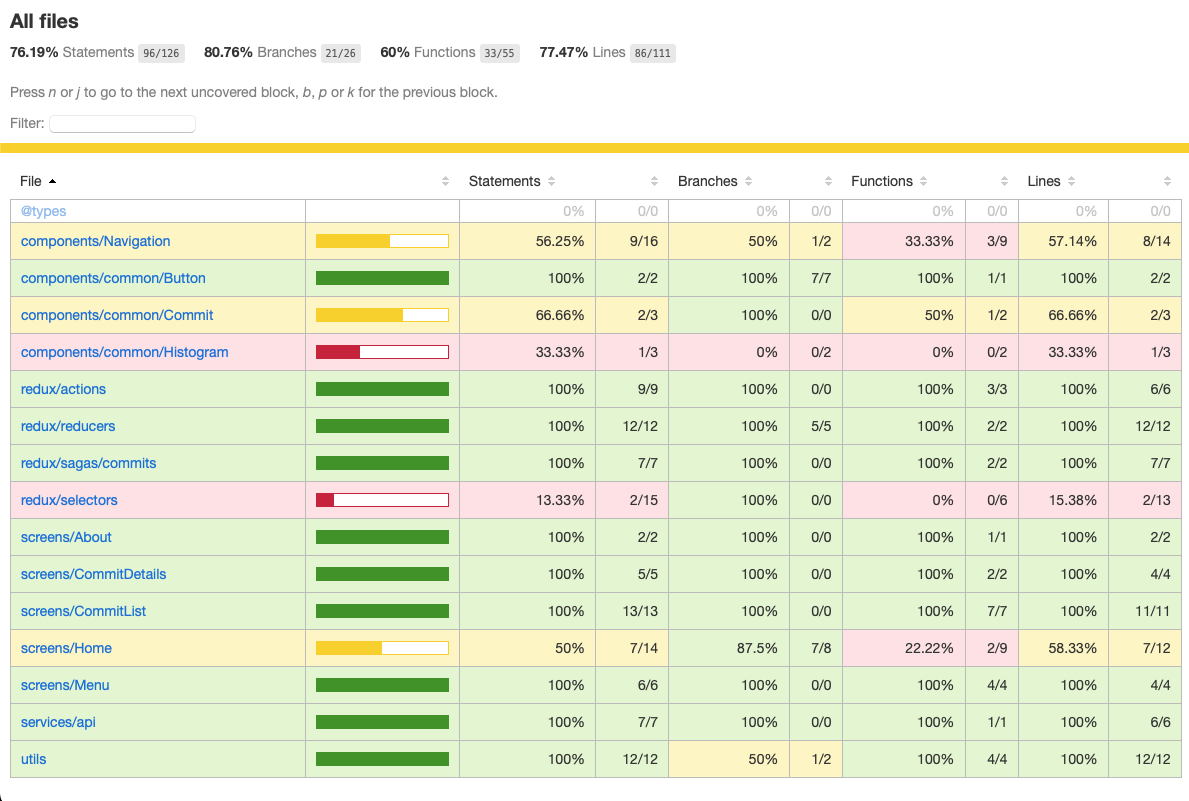 All files
76.19% Statements 96/126 80.76% Branches 21/26 60% Functions 33/55 77.47% Lines 86/111
Press n or j to go to the next uncovered block, b, p or k for the previous block.
Filter:
File Statements Branches Functions Lines
@types 0% 0/0 0% 0/0 0% 0/0 0% 0/0
components/Navigation 56.25% 9/16 50% 1/2 33.33% 3/9 57.14% 8/14
components/common/Button 100% 2/2 100% 7/7 100% 1/1 100% 2/2
components/common/Commit 66.66% 2/3 100% 0/0 50% 1/2 66.66% 2/3
components/common/Histogram 33.33% 1/3 0% 0/2 0% 0/2 33.33% 1/3
redux/actions 100% 9/9 100% 0/0 100% 3/3 100% 6/6
redux/reducers 100% 12/12 100% 5/5 100% 2/2 100% 12/12
redux/sagas/commits 100% 7/7 100% 0/0 100% 2/2 100% 7/7
redux/selectors 13.33% 2/15 100% 0/0 0% 0/6 15.38% 2/13
screens/About 100% 2/2 100% 0/0 100% 1/1 100% 2/2
screens/CommitDetails 100% 5/5 100% 0/0 100% 2/2 100% 4/4
screens/CommitList 100% 13/13 100% 0/0 100% 7/7 100% 11/11
screens/Home 50% 7/14 87.5% 7/8 22.22% 2/9 58.33% 7/12
screens/Menu 100% 6/6 100% 0/0 100% 4/4 100% 4/4
services/api 100% 7/7 100% 0/0 100% 1/1 100% 6/6
utils 100% 12/12 50% 1/2 100% 4/4 100% 12/12